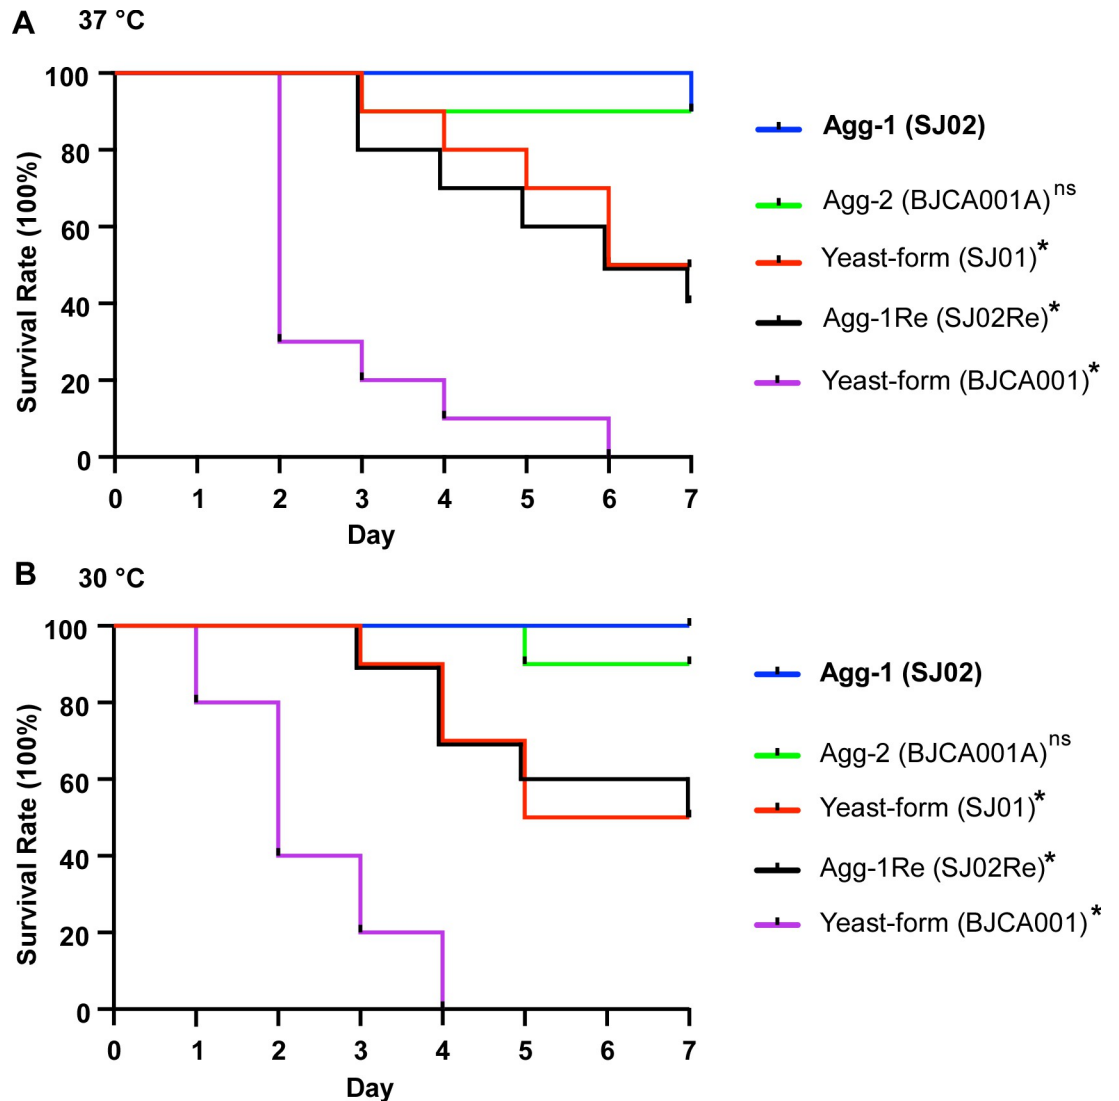 A 37 °C
100
80
60
40
20
0
Survival Rate (100%)
0 1 2 3 4 5 6 7
Day
Agg-1 (SJ02)
Agg-2 (BJCA001A)ns
Yeast-form (SJ01)*
Agg-1Re (SJ02Re)*
Yeast-form (BJCA001)*
B 30 °C
100
80
60
40
20
0
Survival Rate (100%)
0 1 2 3 4 5 6 7
Day
Agg-1 (SJ02)
Agg-2 (BJCA001A)ns
Yeast-form (SJ01)*
Agg-1Re (SJ02Re)*
Yeast-form (BJCA001)*